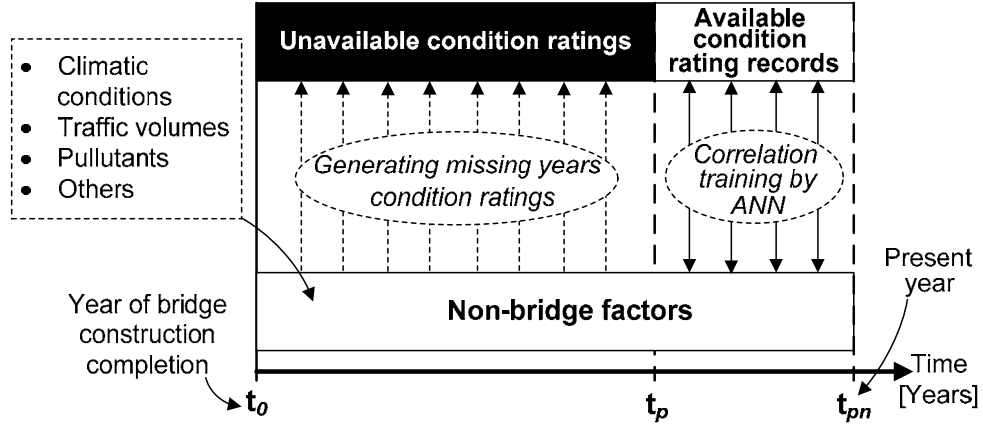 Unavailable condition ratings
Available
condition
rating records
• Climatic
conditions
• Traffic volumes
• Pullutants
• Others
Generating missing years
condition ratings
Correlation
training by
ANN
Non-bridge factors
Present
year
Year of bridge
construction
completion
Time
[Years]
t0
tp
tpn